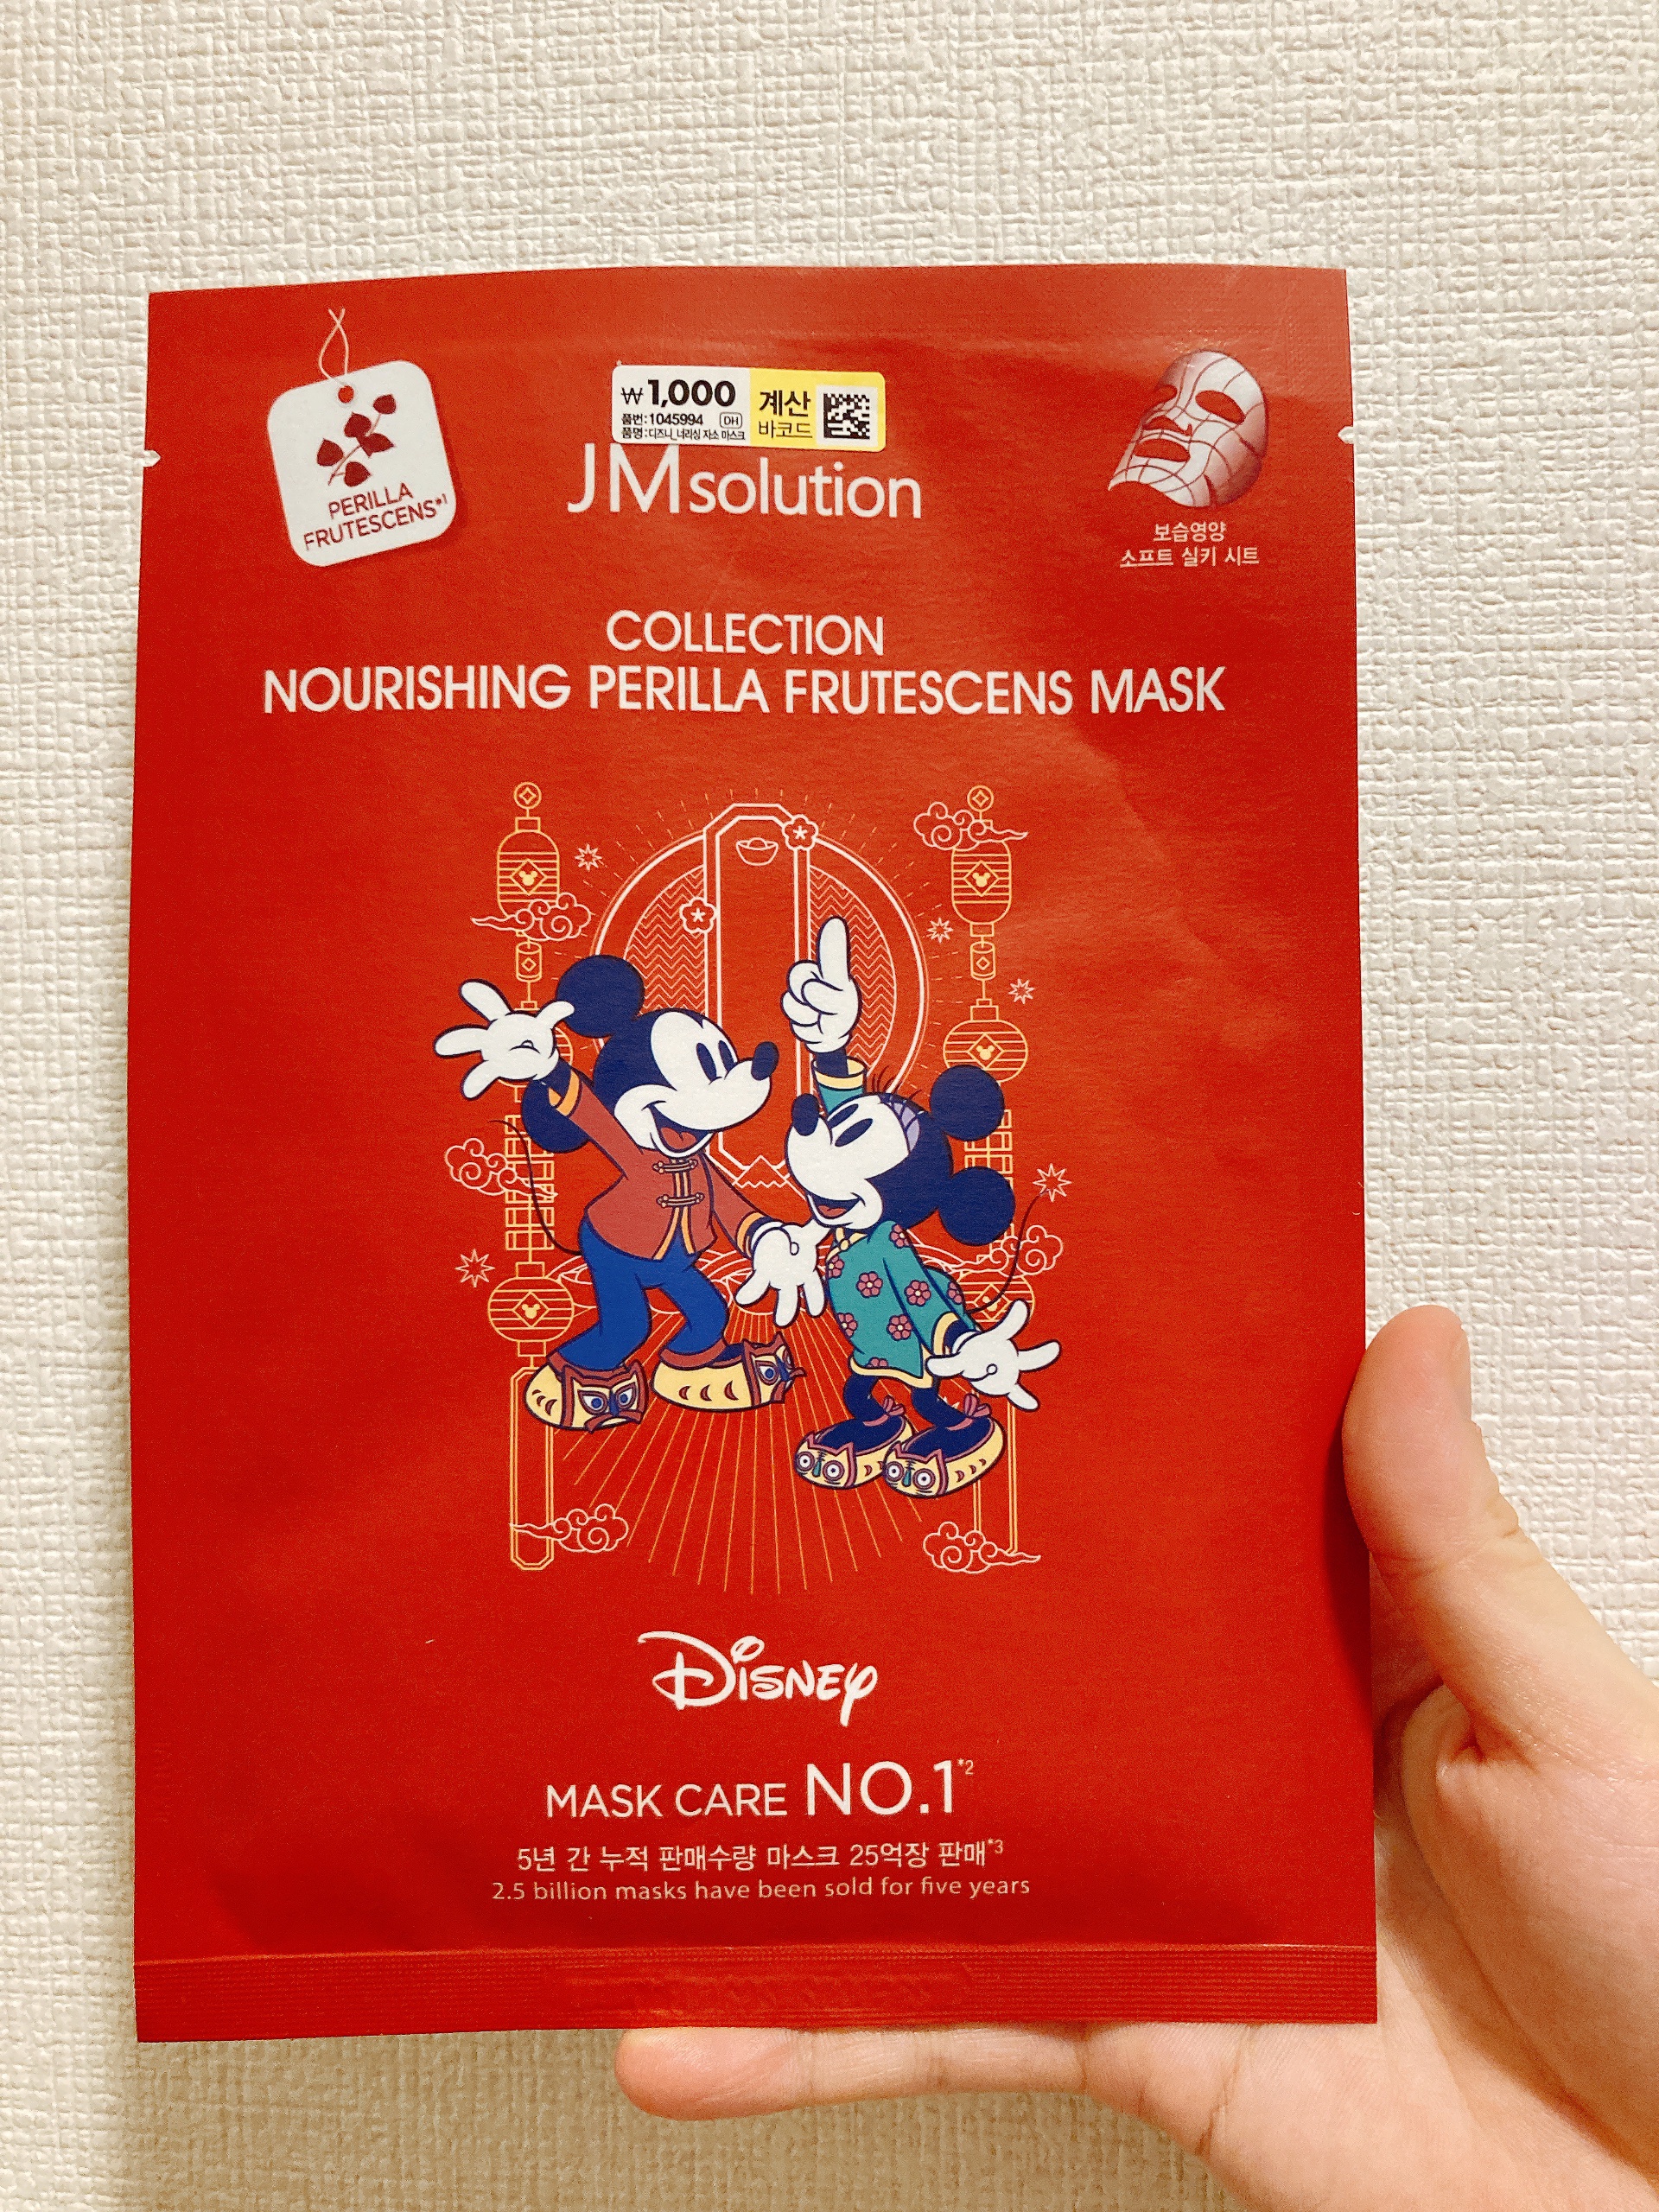 ₩1,000
품번:1045994 DH
품명:디즈니_너리싱 자소 마스크
계산
바코드
PERILLA
FRUTESCENS*1
JMsolution
보습영양
소프트 실키 시트
COLLECTION
NOURISHING PERILLA FRUTESCENS MASK
DISNEY
MASK CARE NO.1*2
5년 간 누적 판매수량 마스크 25억장 판매*3
2.5 billion masks have been sold for five years